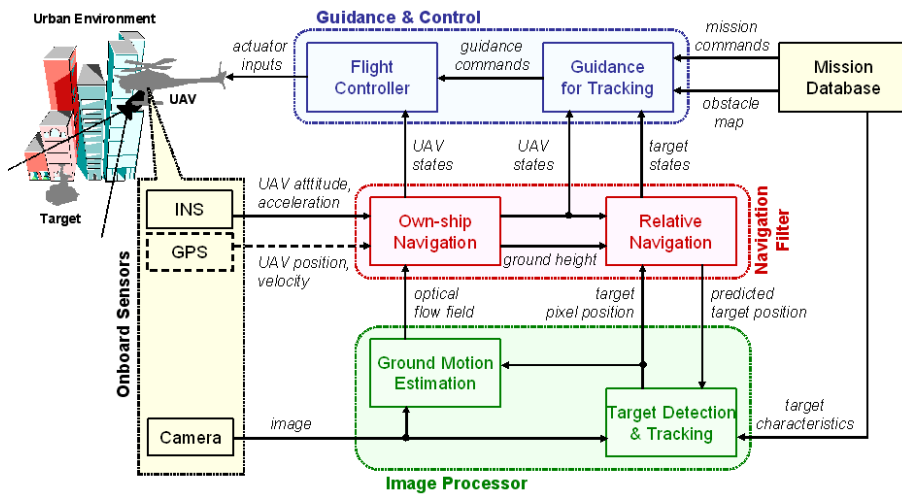 Urban Environment
UAV
Target
Guidance & Control
actuator
inputs
Flight
Controller
guidance
commands
Guidance
for Tracking
mission
commands
obstacle
map
Mission
Database
UAV
states
UAV
states
target
states
Onboard Sensors
INS
GPS
Camera
UAV atttitude,
acceleration
UAV position,
velocity
Own-ship
Navigation
ground height
Relative
Navigation
Navigation
Filter
optical
flow field
target
pixel position
predicted
target position
Ground Motion
Estimation
image
Target Detection
& Tracking
target
characteristics
Image Processor